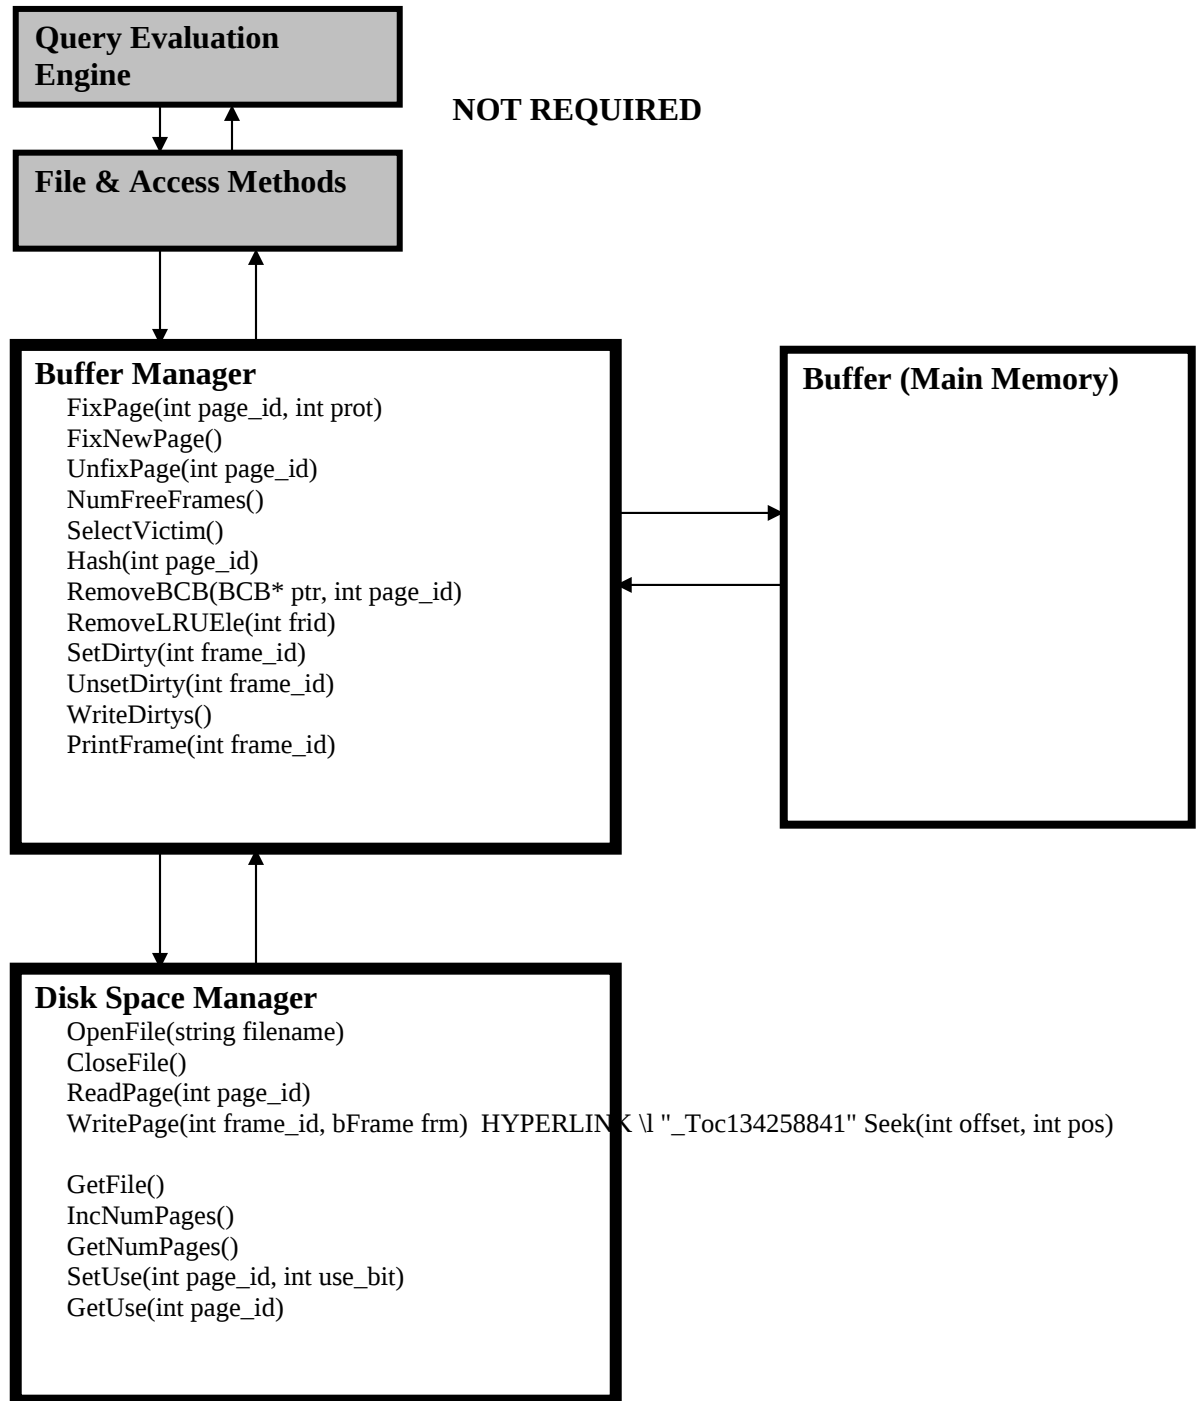 Query Evaluation
Engine
NOT REQUIRED
File & Access Methods
Buffer Manager
FixPage(int page_id, int prot)
FixNewPage()
UnfixPage(int page_id)
NumFreeFrames()
SelectVictim()
Hash(int page_id)
RemoveBCB(BCB* ptr, int page_id)
RemoveLRUEle(int frid)
SetDirty(int frame_id)
UnsetDirty(int frame_id)
WriteDirtys()
PrintFrame(int frame_id)
Buffer (Main Memory)
Disk Space Manager
OpenFile(string filename)
CloseFile()
ReadPage(int page_id)
WritePage(int frame_id, bFrame frm)  HYPERLINK \l "_Toc134258841" Seek(int offset, int pos)
GetFile()
IncNumPages()
GetNumPages()
SetUse(int page_id, int use_bit)
GetUse(int page_id)